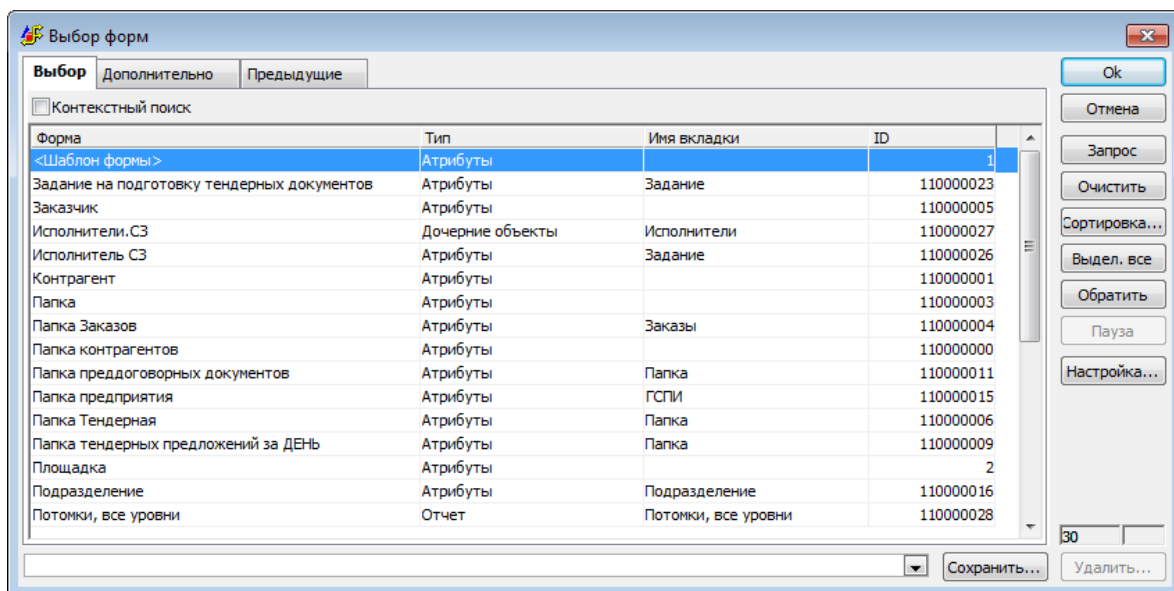 Выбор форм
Выбор Дополнительно Предыдущие Ok
Контекстный поиск Отмена
Форма Тип Имя вкладки ID
<Шаблон формы> Атрибуты 1 Запрос
Задание на подготовку тендерных документов Атрибуты Задание 110000023 Очистить
Заказчик Атрибуты 110000005
Исполнители.СЗ Дочерние объекты Исполнители 110000027 Сортировка...
Исполнитель СЗ Атрибуты Задание 110000026 Выдел. все
Контрагент Атрибуты 110000001
Папка Атрибуты 110000003 Обратить
Папка Заказов Атрибуты Заказы 110000004 Пауза
Папка контрагентов Атрибуты 110000000
Папка преддоговорных документов Атрибуты Папка 110000011 Настройка...
Папка предприятия Атрибуты ГСПИ 110000015
Папка Тендерная Атрибуты Папка 110000006
Папка тендерных предложений за ДЕНЬ Атрибуты Папка 110000009
Площадка Атрибуты 2
Подразделение Атрибуты Подразделение 110000016
Потомки, все уровни Отчет Потомки, все уровни 110000028
30
Сохранить... Удалить...